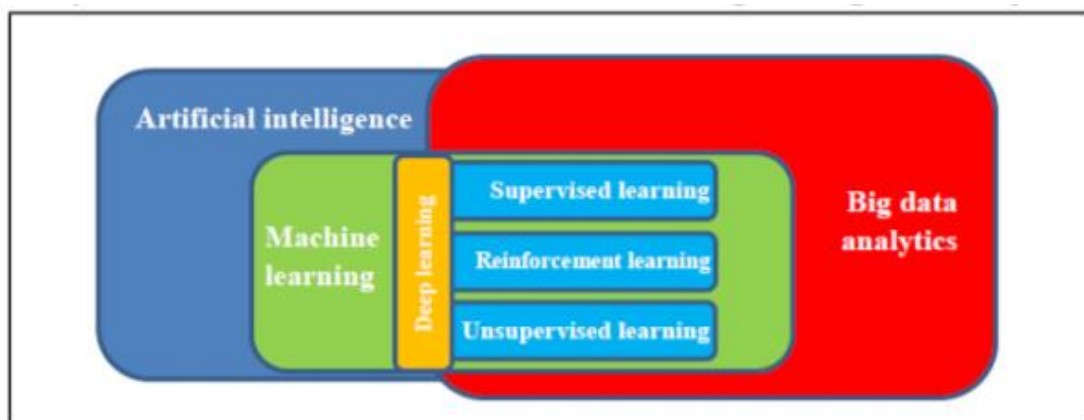 Artificial intelligence
Machine
learning
Deep learning
Supervised learning
Reinforcement learning
Unsupervised learning
Big data
analytics